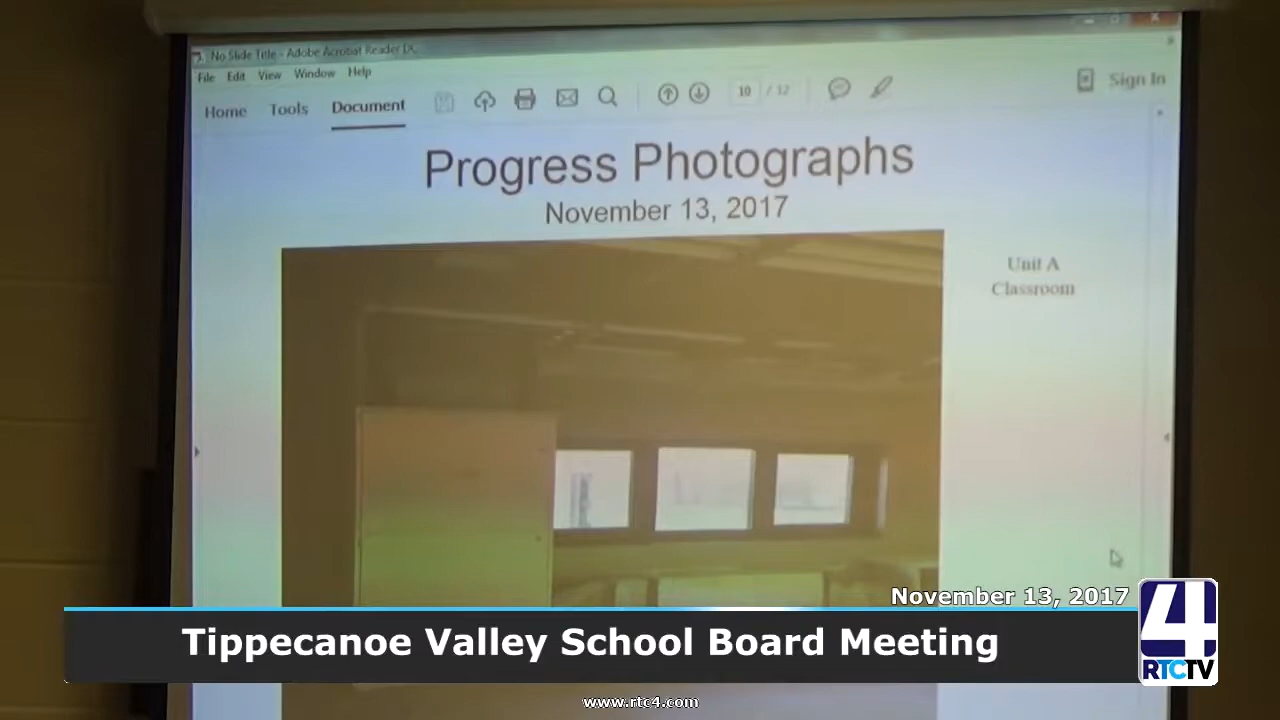 No Slide Title - Adobe Acrobat Reader DC
File Edit View Window Help
Home Tools Document
10 / 12
Sign In
Progress Photographs
November 13, 2017
Unit A
Classroom
November 13, 2017
Tippecanoe Valley School Board Meeting
4
RTCTV
www.rtc4.com